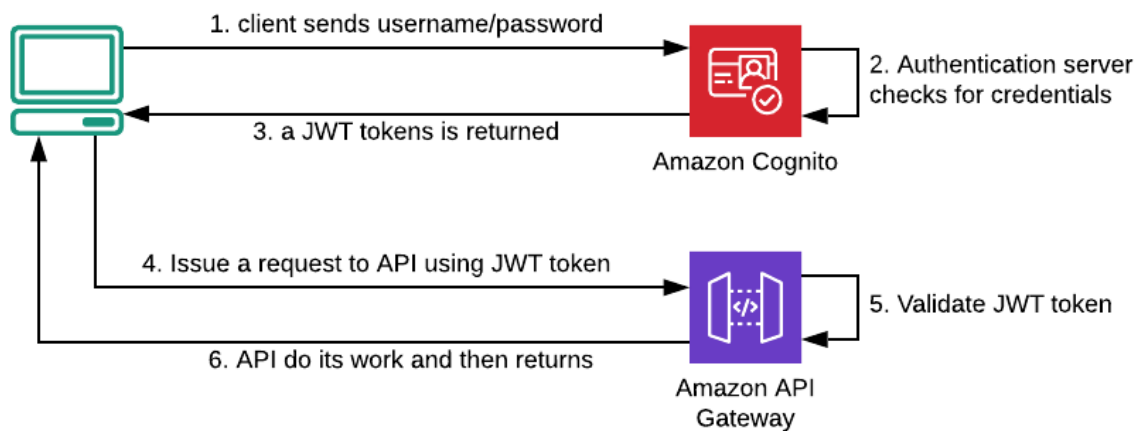 1. client sends username/password
2. Authentication server
checks for credentials
3. a JWT tokens is returned
Amazon Cognito
4. Issue a request to API using JWT token
</>
5. Validate JWT token
6. API do its work and then returns
Amazon API
Gateway